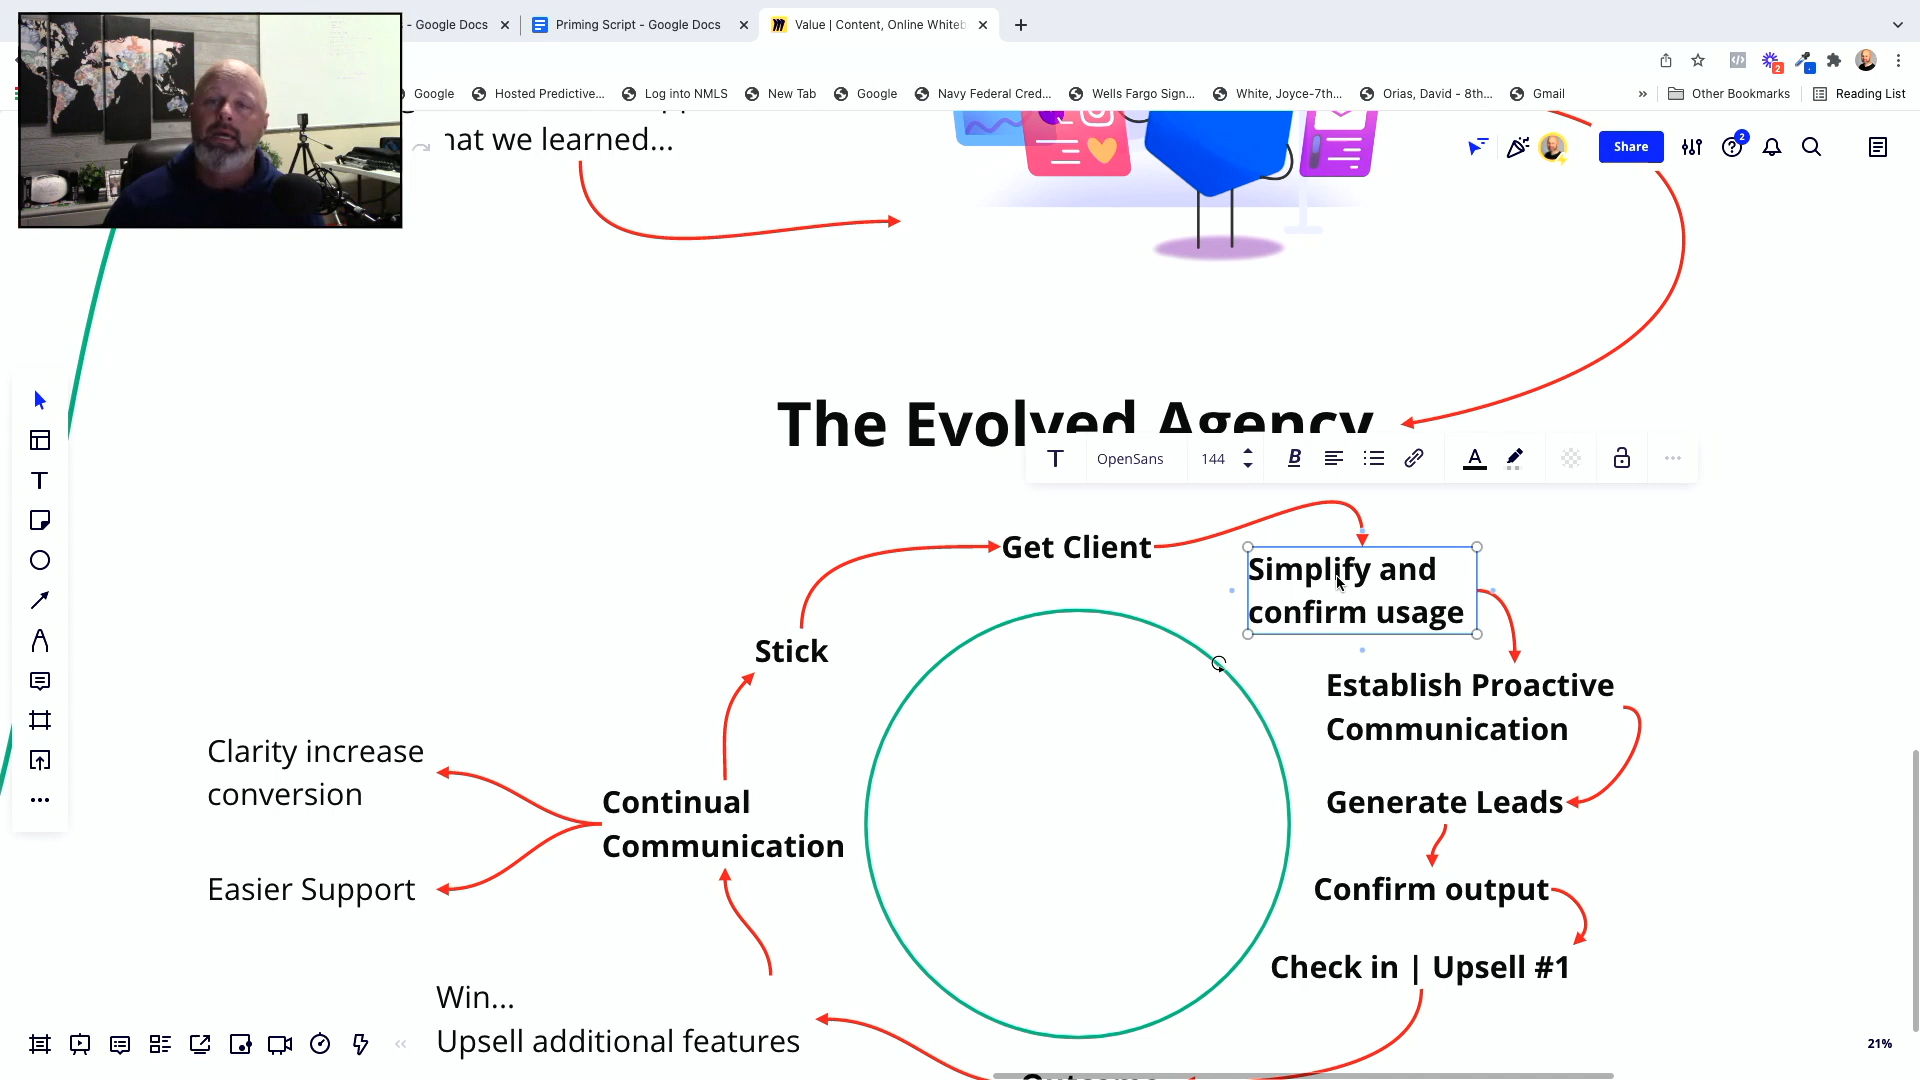 - Google Docs
Priming Script - Google Docs
Value | Content, Online Whiteb
Google
Hosted Predictive...
Log into NMLS
New Tab
Google
Navy Federal Cred...
Wells Fargo Sign...
White, Joyce-7th...
Orias, David - 8th...
Gmail
»
Other Bookmarks
Reading List
2
hat we learned...
Share
2
The Evolved Agency
OpenSans
144
B
A
Get Client
Simplify and
confirm usage
Stick
Establish Proactive
Communication
Clarity increase
conversion
Continual
Communication
Generate Leads
Easier Support
Confirm output
Check in | Upsell #1
Win...
Upsell additional features
21%